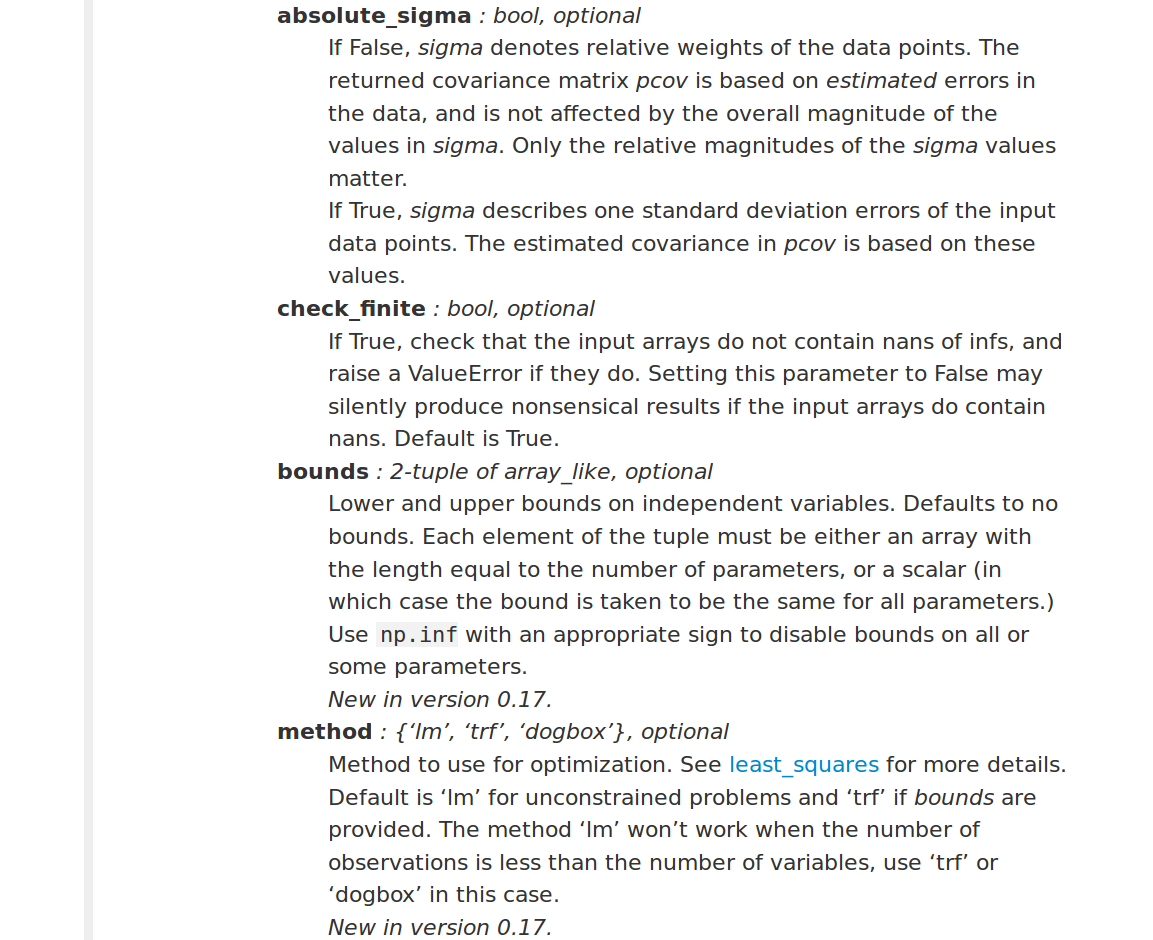 absolute_sigma : bool, optional
If False, sigma denotes relative weights of the data points. The
returned covariance matrix pcov is based on estimated errors in
the data, and is not affected by the overall magnitude of the
values in sigma. Only the relative magnitudes of the sigma values
matter.
If True, sigma describes one standard deviation errors of the input
data points. The estimated covariance in pcov is based on these
values.
check_finite : bool, optional
If True, check that the input arrays do not contain nans of infs, and
raise a ValueError if they do. Setting this parameter to False may
silently produce nonsensical results if the input arrays do contain
nans. Default is True.
bounds : 2-tuple of array_like, optional
Lower and upper bounds on independent variables. Defaults to no
bounds. Each element of the tuple must be either an array with
the length equal to the number of parameters, or a scalar (in
which case the bound is taken to be the same for all parameters.)
Use np.inf with an appropriate sign to disable bounds on all or
some parameters.
New in version 0.17.
method : {‘lm’, ‘trf’, ‘dogbox’}, optional
Method to use for optimization. See least_squares for more details.
Default is ‘lm’ for unconstrained problems and ‘trf’ if bounds are
provided. The method ‘lm’ won’t work when the number of
observations is less than the number of variables, use ‘trf’ or
‘dogbox’ in this case.
New in version 0.17.